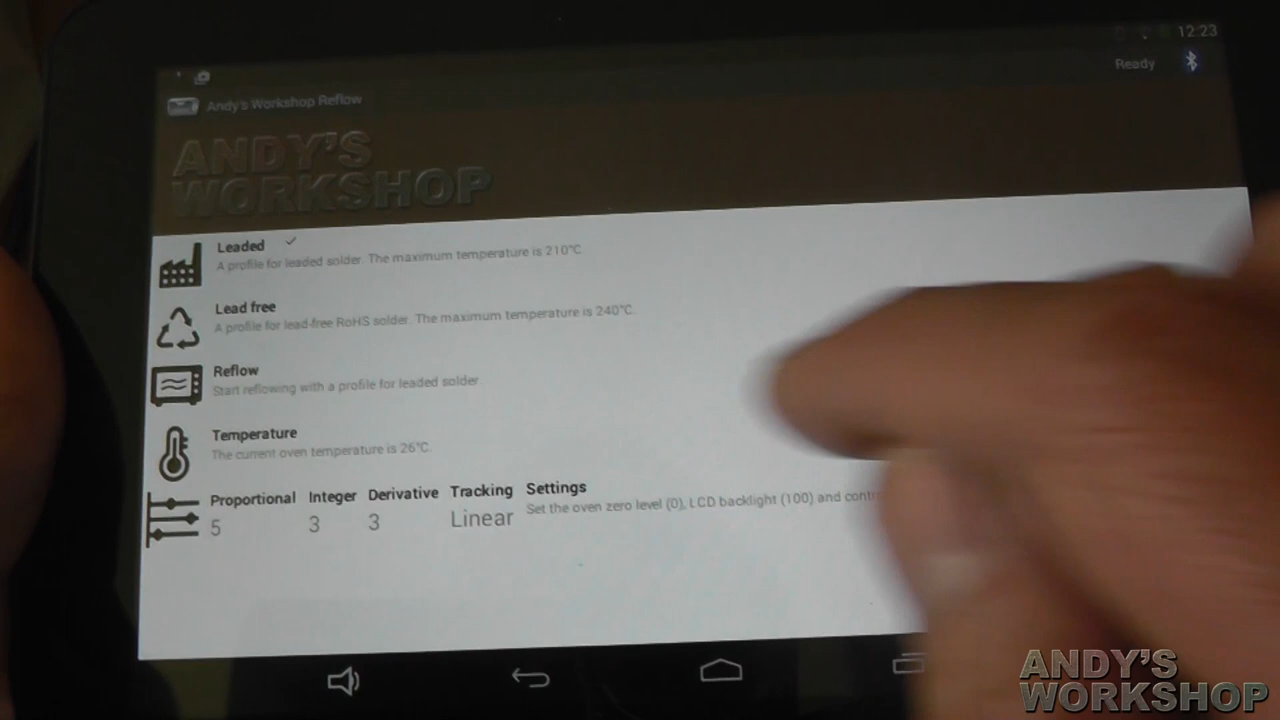 12:23
Ready
Andy's Workshop Reflow
ANDY'S
WORKSHOP
Leaded
A profile for leaded solder. The maximum temperature is 210°C.
Lead free
A profile for lead-free RoHS solder. The maximum temperature is 240°C.
Reflow
Start reflowing with a profile for leaded solder.
Temperature
The current oven temperature is 26°C.
Proportional Integer Derivative Tracking Settings
5 3 3 Linear Set the oven zero level (0), LCD backlight (100) and contr
ANDY'S
WORKSHOP